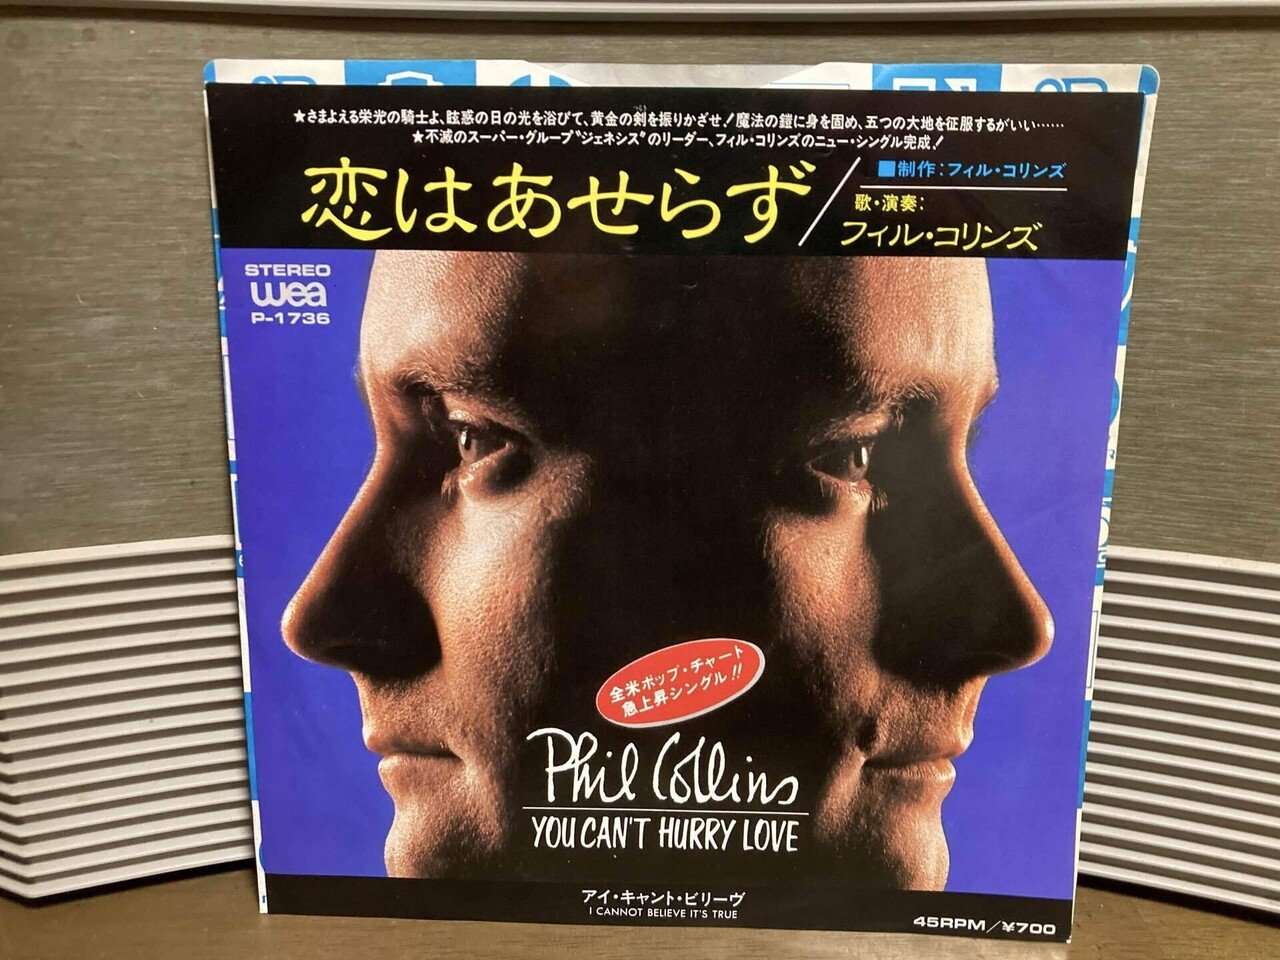 ★さまよえる栄光の騎士よ、眩惑の日の光を浴びて、黄金の剣を振りかざせ!魔法の鎧に身を固め、五つの大地を征服するがいい……
★不滅のスーパー・グループ“ジェネシス”のリーダー、フィル・コリンズのニュー・シングル完成!
恋はあせらず/
■制作:フィル・コリンズ
歌・演奏:
フィル・コリンズ
STEREO
wea
P-1736
全米ポップ・チャート
急上昇シングル!!
Phil Collins
YOU CAN'T HURRY LOVE
アイ・キャント・ビリーヴ
I CANNOT BELIEVE IT'S TRUE
45RPM/¥700